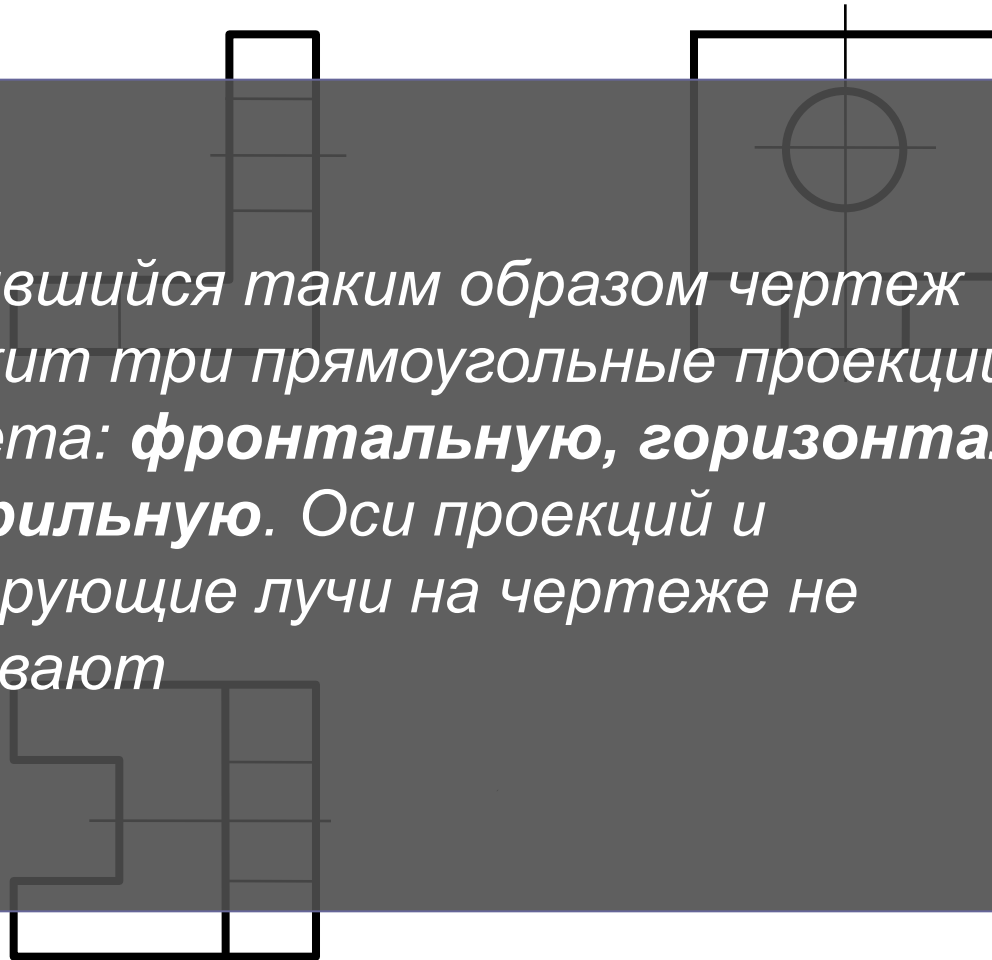 вшийся таким образом чертеж
ит три прямоугольные проекции
ета: фронтальную, горизонта
рильную. Оси проекций и
рующие лучи на чертеже не
вают